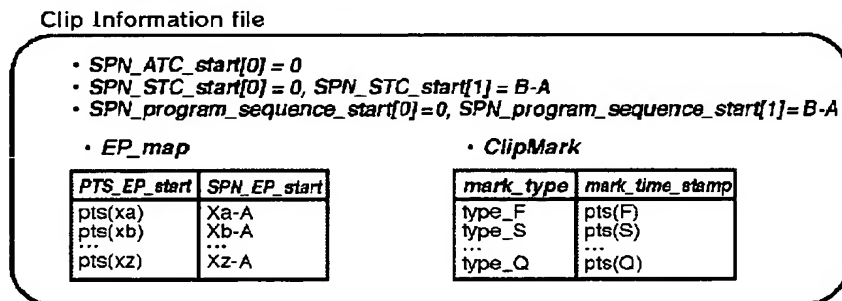 Clip Information file
• SPN_ATC_start[0] = 0
• SPN_STC_start[0] = 0, SPN_STC_start[1] = B-A
• SPN_program_sequence_start[0]=0, SPN_program_sequence_start[1]=B-A
• EP_map
PTS_EP_start SPN_EP_start
pts(xa) Xa-A
pts(xb) Xb-A
... ...
pts(xz) Xz-A
• ClipMark
mark_type mark_time_stamp
type_F pts(F)
type_S pts(S)
... ...
type_Q pts(Q)